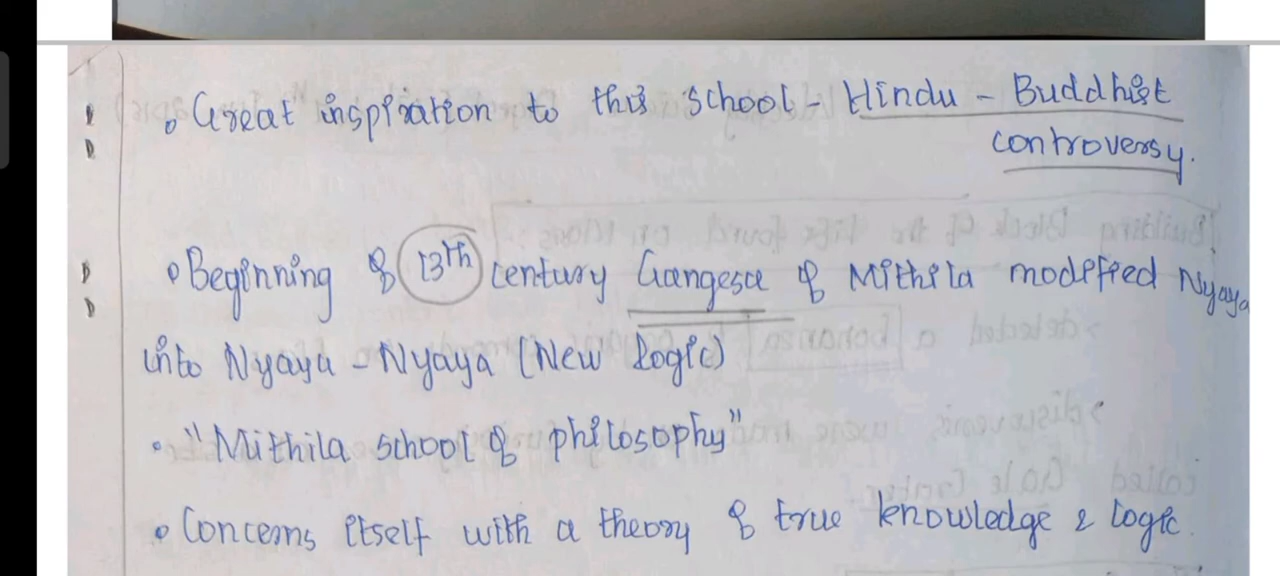 • Great inspiration to this school - Hindu - Buddhist
controversy.
• Beginning of 13th century Gangesa of Mithila modified Nyaya
into Nyaya - Nyaya (New Logic)
• "Mithila school of philosophy"
• Concerns itself with a theory of true knowledge & logic.